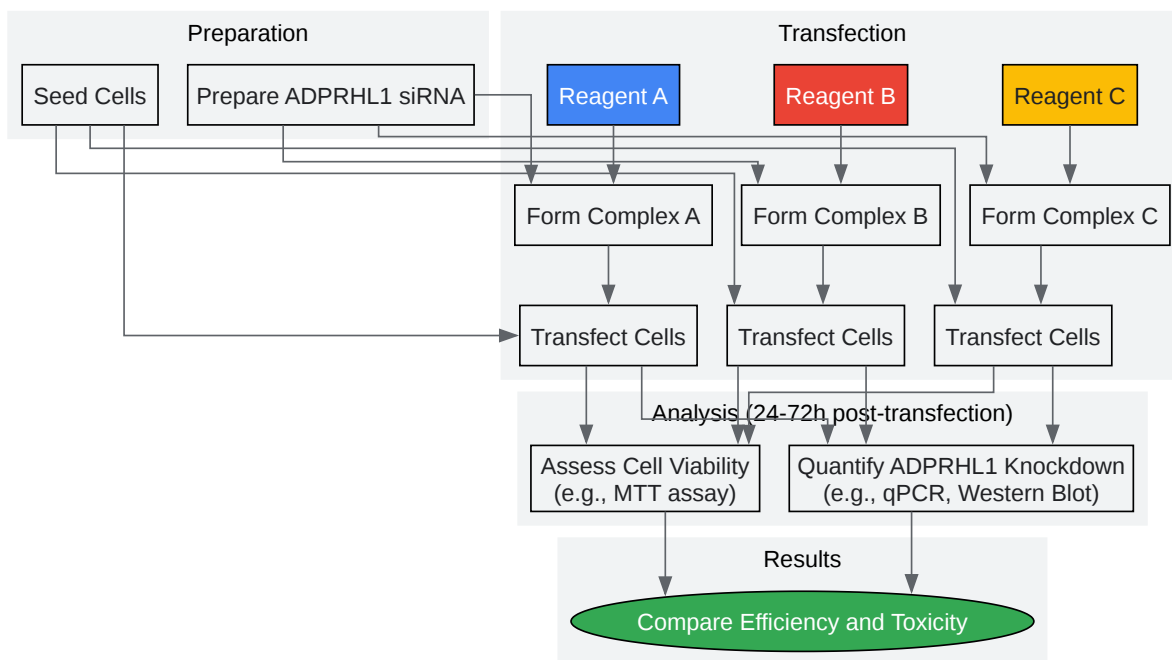 Preparation
Transfection
Seed Cells
Prepare ADPRHL1 siRNA
Reagent A
Reagent B
Reagent C
Form Complex A
Form Complex B
Form Complex C
Transfect Cells
Transfect Cells
Transfect Cells
Analysis (24-72h post-transfection)
Assess Cell Viability
(e.g., MTT assay)
Quantify ADPRHL1 Knockdown
(e.g., qPCR, Western Blot)
Results
Compare Efficiency and Toxicity